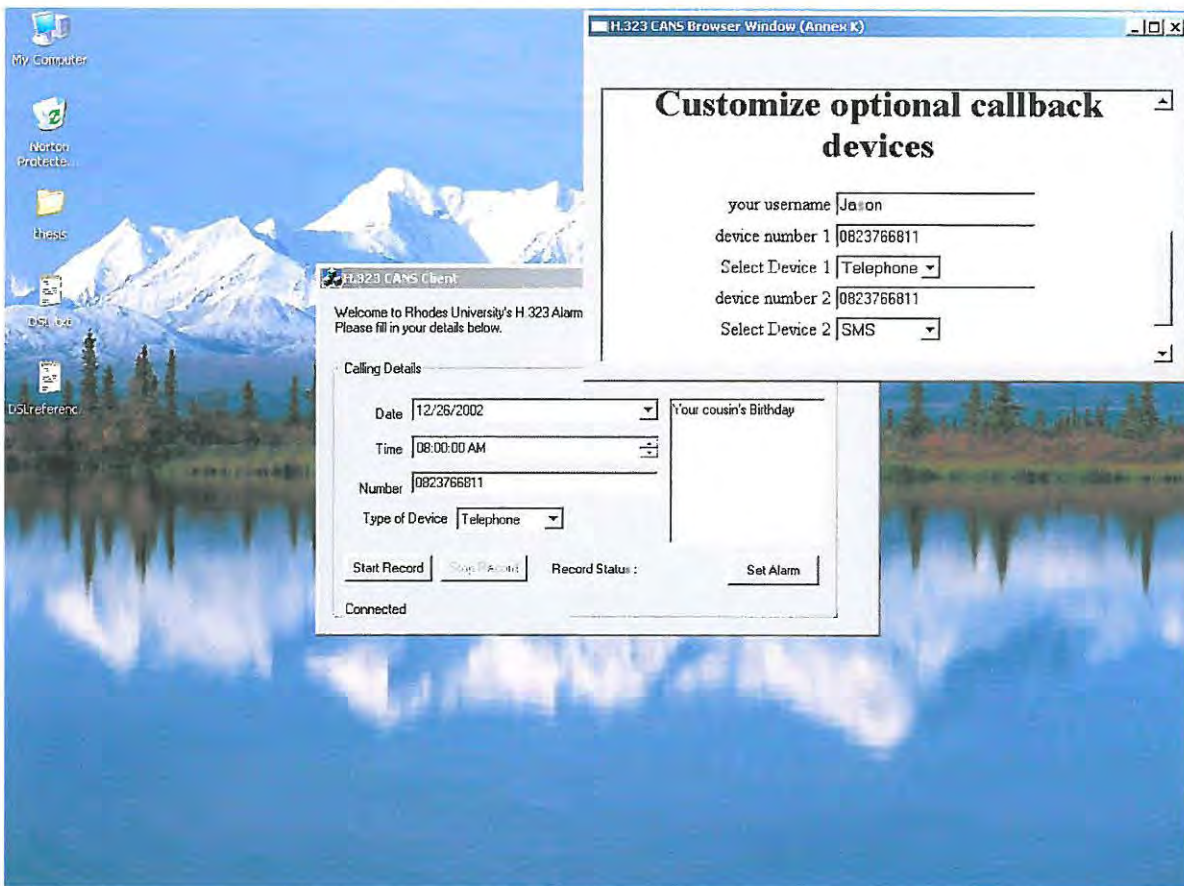 My Computer
Norton
Protecte...
thesis
DSL.txt
DSLreferenc...
H.323 CANS Browser Window (Annex K)
Customize optional callback
devices
your username Jason
device number 1 0823766811
Select Device 1 Telephone
device number 2 0823766811
Select Device 2 SMS
H.323 CANS Client
Welcome to Rhodes University's H.323 Alarm
Please fill in your details below.
Calling Details
Date 12/26/2002
Time 08:00:00 AM
Number 0823766811
Type of Device Telephone
Your cousin's Birthday
Start Record Stop Record Record Status : Set Alarm
Connected